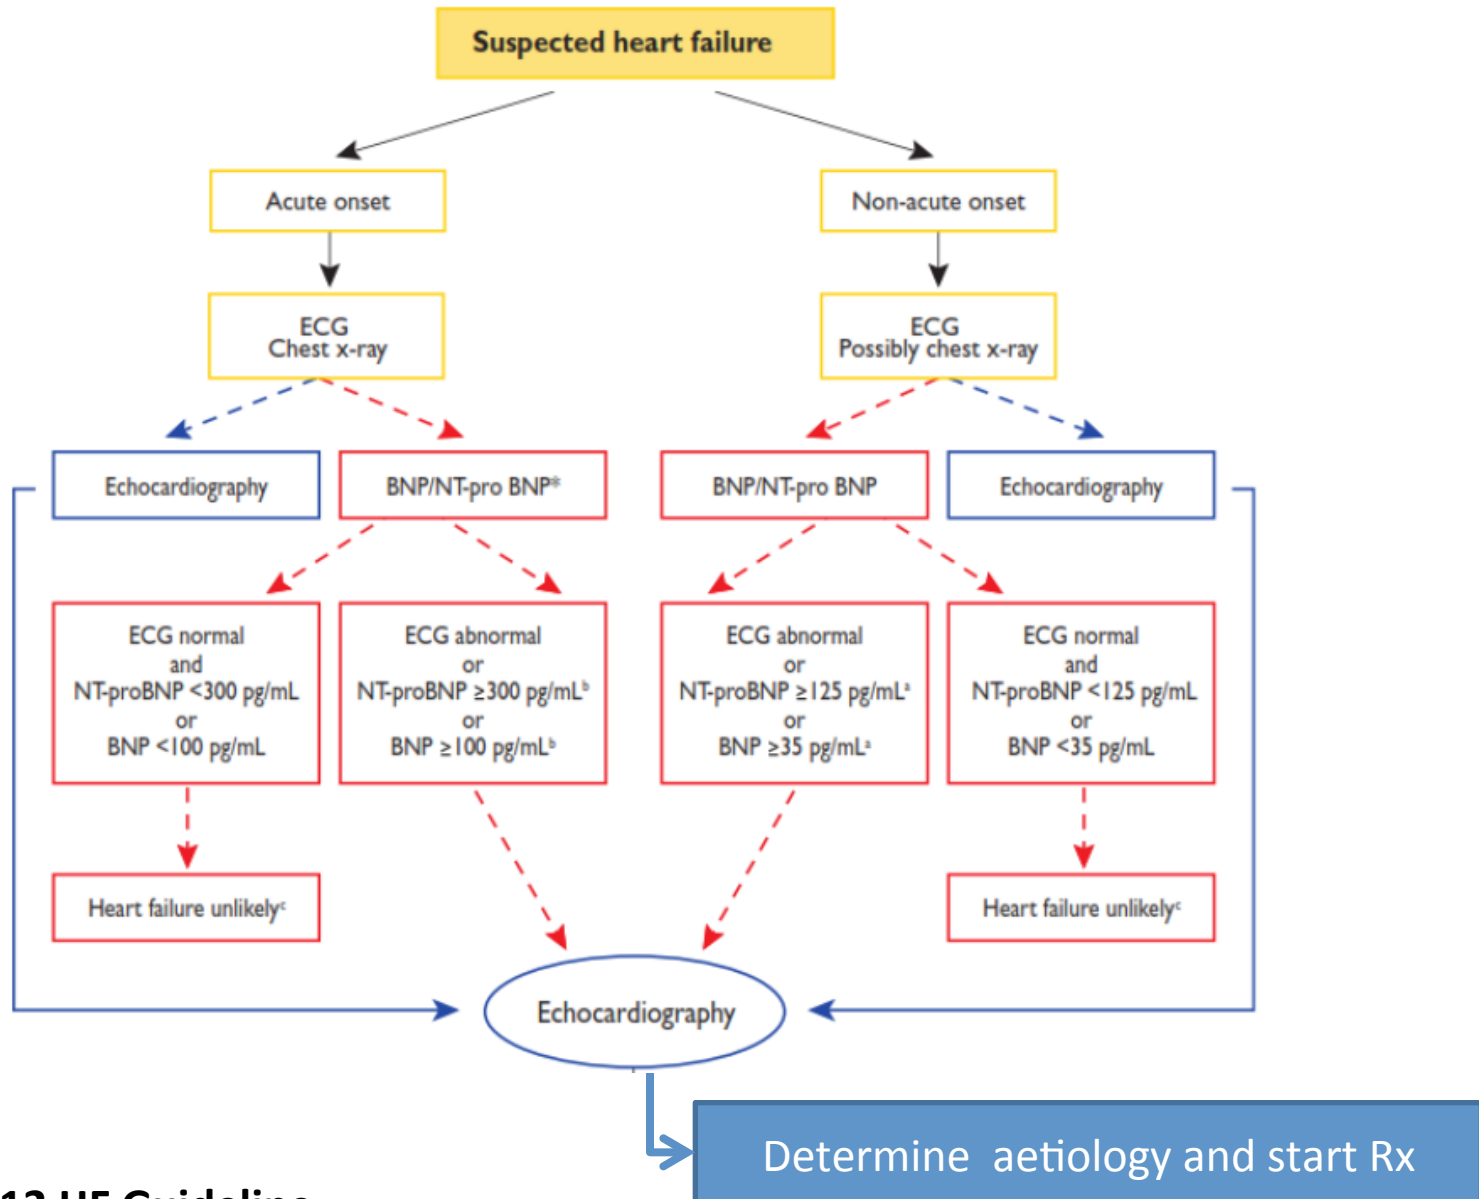 Suspected heart failure
Acute onset
Non-acute onset
ECG
Chest x-ray
ECG
Possibly chest x-ray
Echocardiography
BNP/NT-pro BNP*
BNP/NT-pro BNP
Echocardiography
ECG normal
and
NT-proBNP <300 pg/mL
or
BNP <100 pg/mL
ECG abnormal
or
NT-proBNP ≥300 pg/mLᵇ
or
BNP ≥100 pg/mLᵇ
ECG abnormal
or
NT-proBNP ≥125 pg/mLᵃ
or
BNP ≥35 pg/mLᵃ
ECG normal
and
NT-proBNP <125 pg/mL
or
BNP <35 pg/mL
Heart failure unlikelyᶜ
Heart failure unlikelyᶜ
Echocardiography
Determine aetiology and start Rx
HF Guideline